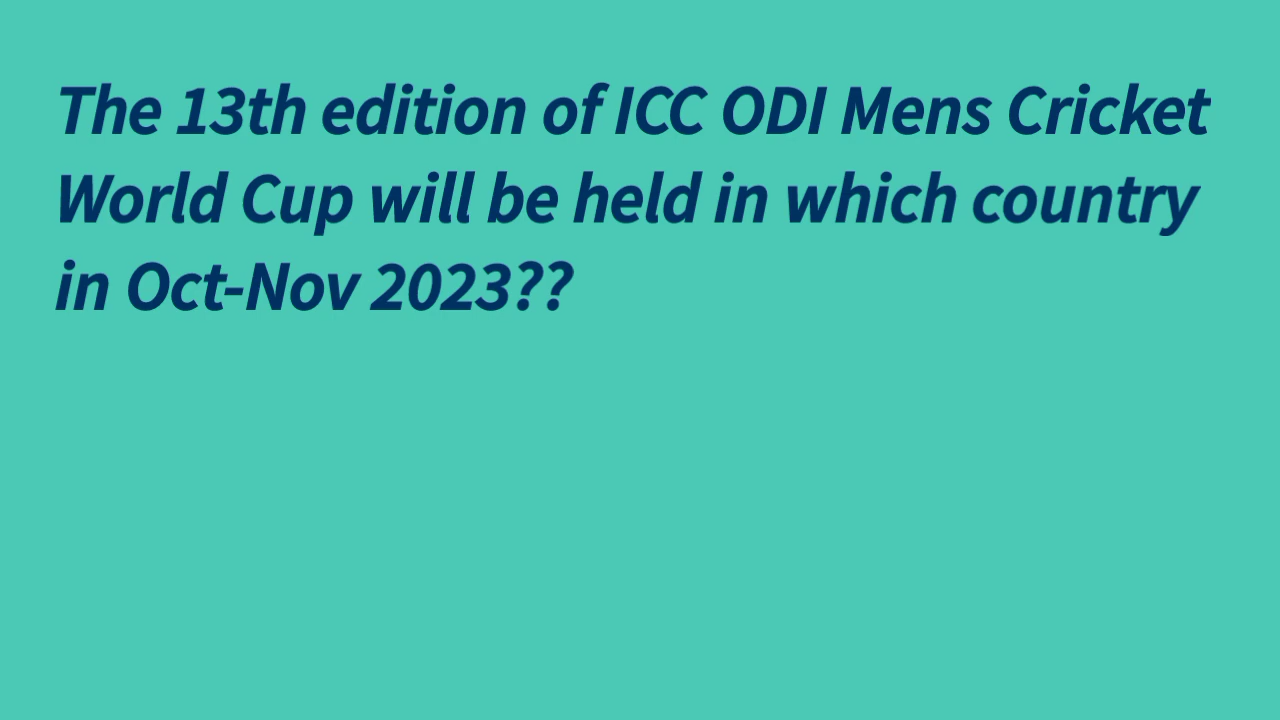 The 13th edition of ICC ODI Mens Cricket
World Cup will be held in which country
in Oct-Nov 2023??